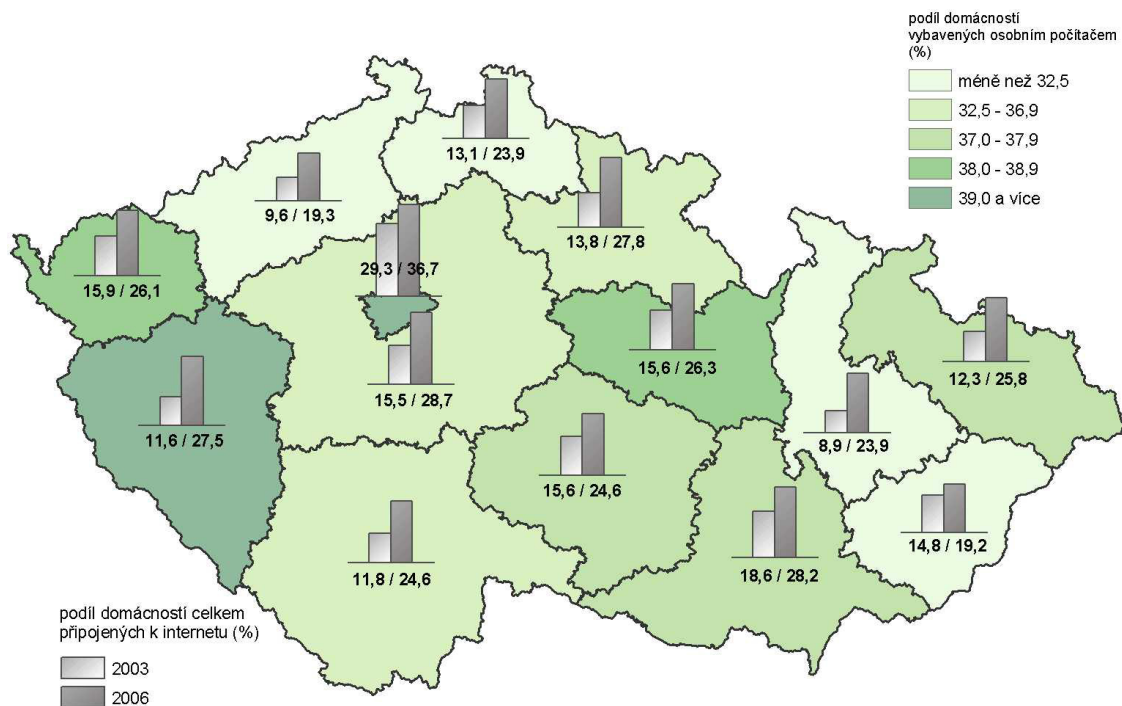 podíl domácností
vybavených osobním počítačem
(%)
méně než 32,5
32,5 - 36,9
37,0 - 37,9
38,0 - 38,9
39,0 a více
13,1 / 23,9
9,6 / 19,3
13,8 / 27,8
29,3 / 36,7
15,9 / 26,1
15,6 / 26,3
12,3 / 25,8
15,5 / 28,7
11,6 / 27,5
8,9 / 23,9
15,6 / 24,6
14,8 / 19,2
18,6 / 28,2
11,8 / 24,6
podíl domácností celkem
připojených k internetu (%)
2003
2006